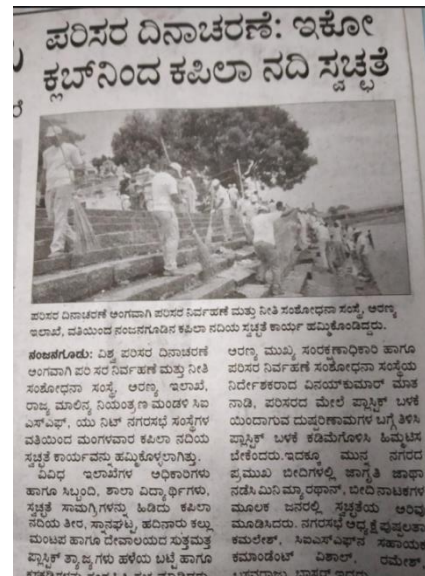 ಪರಿಸರ ದಿನಾಚರಣೆ: ಇಕೋ
ಕ್ಲಬ್‌ನಿಂದ ಕಪಿಲಾ ನದಿ ಸ್ವಚ್ಛತೆ
ಪರಿಸರ ದಿನಾಚರಣೆ ಅಂಗವಾಗಿ ಪರಿಸರ ನಿರ್ವಹಣೆ ಮತ್ತು ನೀತಿ ಸಂಶೋಧನಾ ಸಂಸ್ಥೆ, ಅರಣ್ಯ
ಇಲಾಖೆ, ವತಿಯಿಂದ ನಂಜನಗೂಡಿನ ಕಪಿಲಾ ನದಿಯ ಸ್ವಚ್ಛತೆ ಕಾರ್ಯ ಹಮ್ಮಿಕೊಂಡಿದ್ದರು.
ನಂಜನಗೂಡು: ವಿಶ್ವ ಪರಿಸರ ದಿನಾಚರಣೆ
ಅಂಗವಾಗಿ ಪರಿ ಸರ ನಿರ್ವಹಣೆ ಮತ್ತು ನೀತಿ
ಸಂಶೋಧನಾ ಸಂಸ್ಥೆ, ಅರಣ್ಯ ಇಲಾಖೆ,
ರಾಜ್ಯ ಮಾಲಿನ್ಯ ನಿಯಂತ್ರಣ ಮಂಡಳಿ ಸಿಐ
ಎಸ್ಎಫ್, ಯು ನಿಟ್ ನಗರಸಭೆ ಸಂಸ್ಥೆಗಳ
ವತಿಯಿಂದ ಮಂಗಳವಾರ ಕಪಿಲಾ ನದಿಯ
ಸ್ವಚ್ಛತೆ ಕಾರ್ಯವನ್ನು ಹಮ್ಮಿಕೊಳ್ಳಲಾಗಿತ್ತು.
ವಿವಿಧ ಇಲಾಖೆಗಳ ಅಧಿಕಾರಿಗಳು
ಹಾಗೂ ಸಿಬ್ಬಂದಿ, ಶಾಲಾ ವಿದ್ಯಾರ್ಥಿಗಳು,
ಸ್ವಚ್ಛತೆ ಸಾಮಗ್ರಿಗಳನ್ನು ಹಿಡಿದು ಕಪಿಲಾ
ನದಿಯ ತೀರ, ಸ್ನಾನಘಟ್ಟ, ಹದಿನಾರು ಕಲ್ಲು
ಮಂಟಪ ಹಾಗೂ ದೇವಾಲಯದ ಸುತ್ತಮುತ್ತ
ಪ್ಲಾಸ್ಟಿಕ್ ತ್ಯಾಜ್ಯಗಳು ಹಳೆಯ ಬಟ್ಟೆ ಹಾಗೂ
ಅರಣ್ಯ ಮುಖ್ಯ ಸಂರಕ್ಷಣಾಧಿಕಾರಿ ಹಾಗೂ
ಪರಿಸರ ನಿರ್ವಹಣೆ ಸಂಶೋಧನಾ ಸಂಸ್ಥೆಯ
ನಿರ್ದೇಶಕರಾದ ವಿನಯ್‌ಕುಮಾರ್ ಮಾತ
ನಾಡಿ, ಪರಿಸರದ ಮೇಲೆ ಪ್ಲಾಸ್ಟಿಕ್ ಬಳಕೆ
ಯಿಂದಾಗುವ ದುಷ್ಪರಿಣಾಮಗಳ ಬಗ್ಗೆ ತಿಳಿಸಿ
ಪ್ಲಾಸ್ಟಿಕ್ ಬಳಕೆ ಕಡಿಮೆಗೊಳಿಸಿ ಹಿಮ್ಮೆಟಿಸ
ಬೇಕೆಂದರು.ಇದಕ್ಕೂ ಮುನ್ನ ನಗರದ
ಪ್ರಮುಖ ಬೀದಿಗಳಲ್ಲಿ ಜಾಗೃತಿ ಜಾಥಾ
ನಡೆಸಿ ಮಿನಿ ಮ್ಯಾರಥಾನ್, ಬೀದಿನಾಟಕಗಳ
ಮೂಲಕ ಜನರಲ್ಲಿ ಸ್ವಚ್ಛತೆಯ ಅರಿವು
ಮೂಡಿಸಿದರು. ನಗರಸಭೆ ಅಧ್ಯಕ್ಷೆ ಪುಷ್ಪಲತಾ
ಕಮಲೇಶ್, ಸಿಐಎಸ್ಎಫ್‌ನ ಸಹಾಯಕ
ಕಮಾಂಡೆಂಟ್ ವಿಶಾಲ್, ರಮೇಶ್,